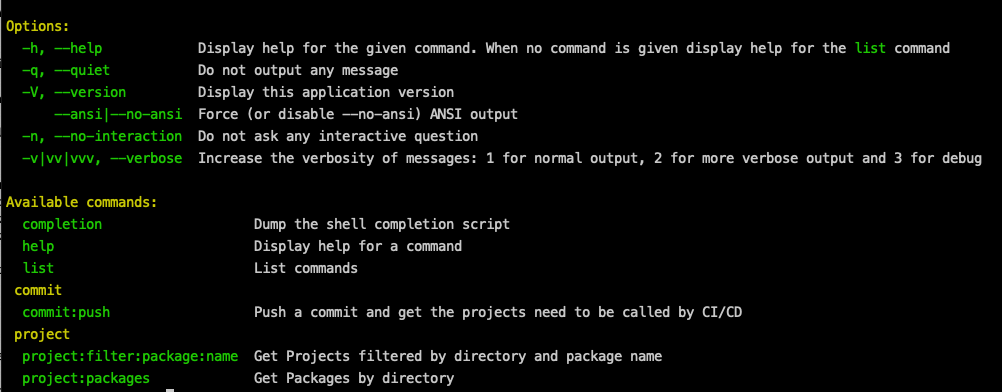 Options:
  -h, --help            Display help for the given command. When no command is given display help for the list command
  -q, --quiet           Do not output any message
  -V, --version         Display this application version
      --ansi|--no-ansi  Force (or disable --no-ansi) ANSI output
  -n, --no-interaction  Do not ask any interactive question
  -v|vv|vvv, --verbose  Increase the verbosity of messages: 1 for normal output, 2 for more verbose output and 3 for debug

Available commands:
  completion                   Dump the shell completion script
  help                         Display help for a command
  list                         List commands
 commit
  commit:push                  Push a commit and get the projects need to be called by CI/CD
 project
  project:filter:package:name  Get Projects filtered by directory and package name
  project:packages             Get Packages by directory